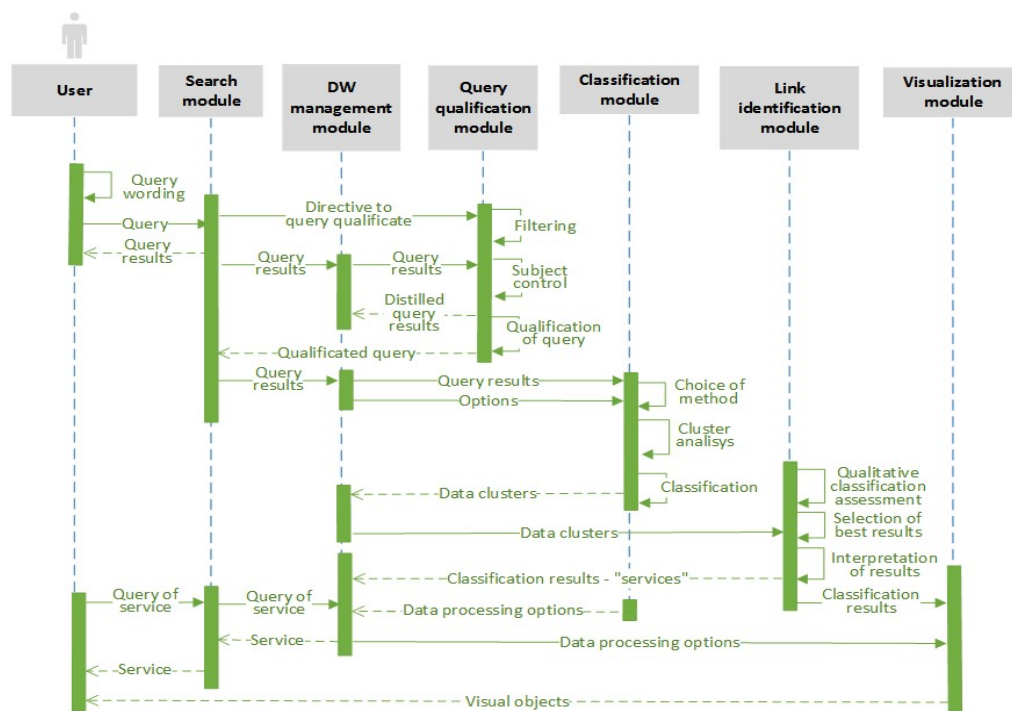 User
Search
module
DW
management
module
Query
qualification
module
Classification
module
Link
identification
module
Visualization
module
Query
wording
Query
Query
results
Directive to
query qualificate
Filtering
Query
results
Query
results
Subject
control
Distilled
query
results
Qualification
of query
Qualificated query
Query
results
Query results
Options
Choice of
method
Cluster
analisys
Classification
Data clusters
Qualitative
classification
assessment
Data clusters
Selection of
best results
Interpretation
of results
Classification results - "services"
Query of
service
Query of
service
Data processing options
Classification
results
Service
Data processing options
Service
Visual objects